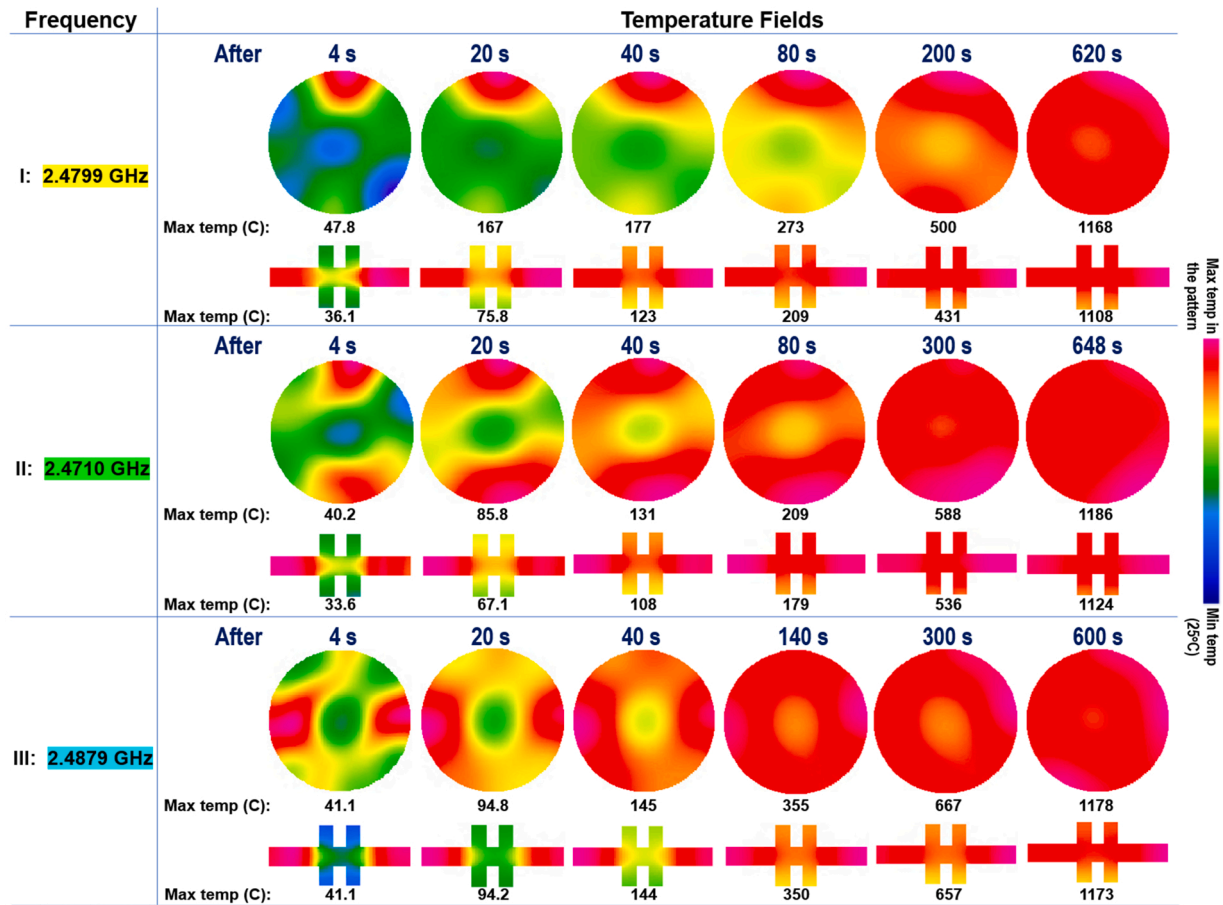 Frequency Temperature Fields
After 4 s 20 s 40 s 80 s 200 s 620 s
I: 2.4799 GHz
Max temp (C): 47.8 167 177 273 500 1168
Max temp (C): 36.1 75.8 123 209 431 1108
After 4 s 20 s 40 s 80 s 300 s 648 s
II: 2.4710 GHz
Max temp (C): 40.2 85.8 131 209 588 1186
Max temp (C): 33.6 67.1 108 179 536 1124
After 4 s 20 s 40 s 140 s 300 s 600 s
III: 2.4879 GHz
Max temp (C): 41.1 94.8 145 355 667 1178
Max temp (C): 41.1 94.2 144 350 657 1173
Max temp in
the pattern
Min temp
(25ºC)